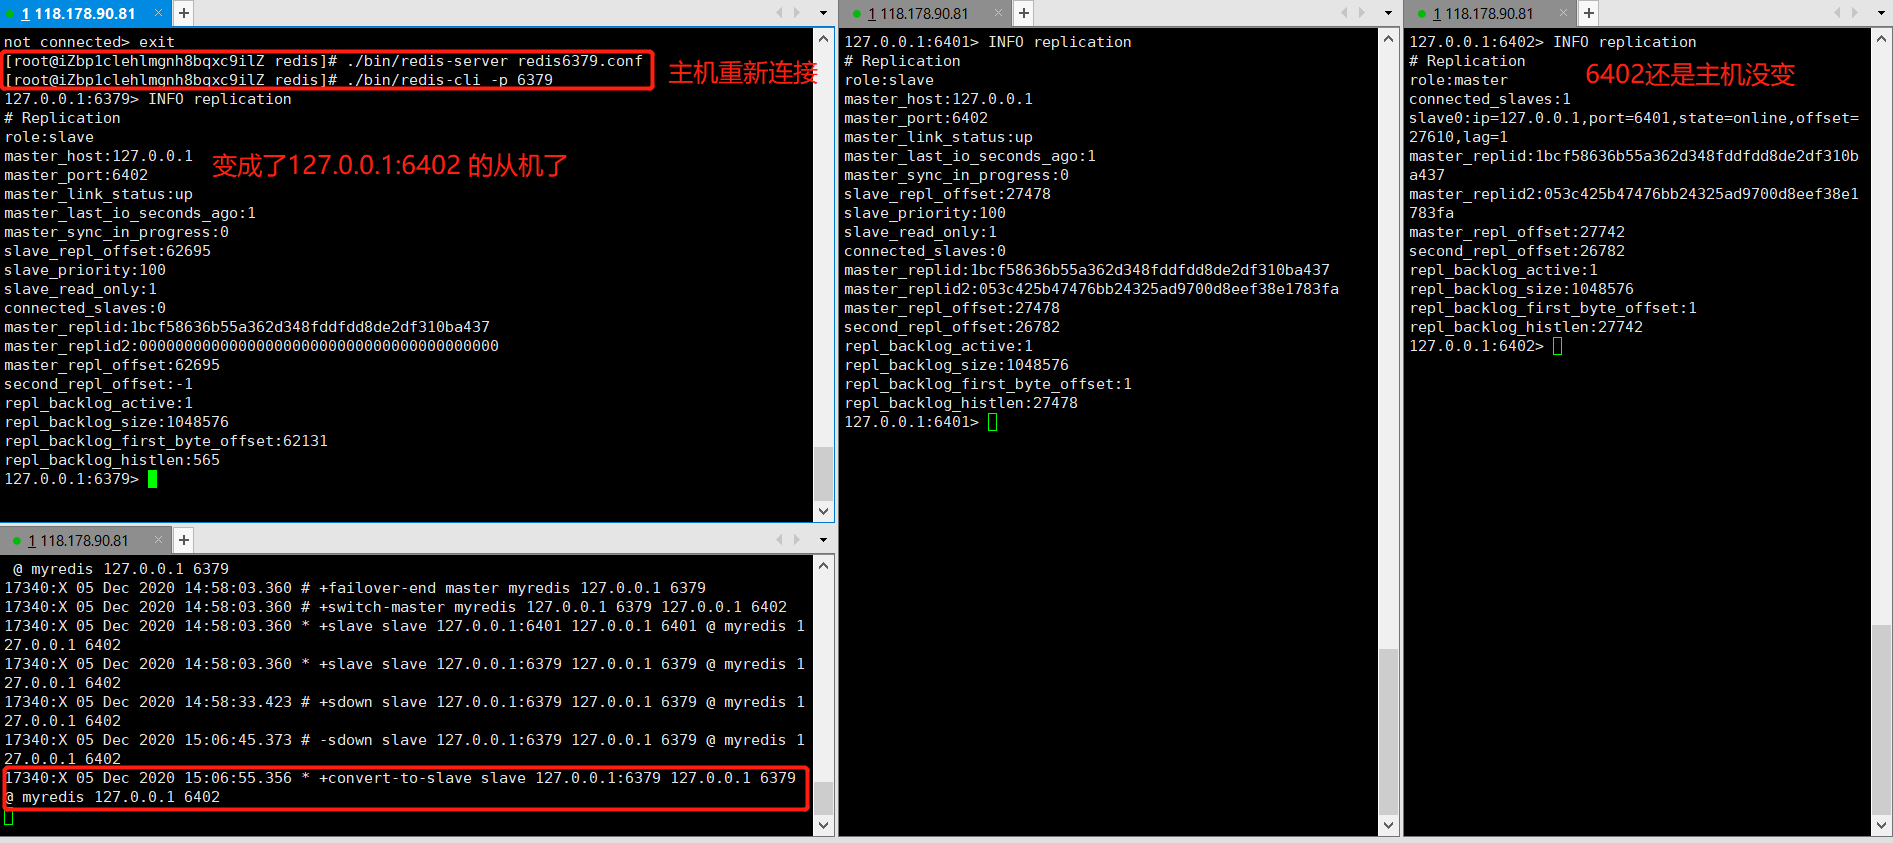 1 118.178.90.81 × +
not connected> exit
[root@iZbp1clehlmgnh8bqxc9ilZ redis]# ./bin/redis-server redis6379.conf
[root@iZbp1clehlmgnh8bqxc9ilZ redis]# ./bin/redis-cli -p 6379
主机重新连接
127.0.0.1:6379> INFO replication
# Replication
role:slave
master_host:127.0.0.1
变成了127.0.0.1:6402 的从机了
master_port:6402
master_link_status:up
master_last_io_seconds_ago:1
master_sync_in_progress:0
slave_repl_offset:62695
slave_priority:100
slave_read_only:1
connected_slaves:0
master_replid:1bcf58636b55a362d348fddfdd8de2df310ba437
master_replid2:0000000000000000000000000000000000000000
master_repl_offset:62695
second_repl_offset:-1
repl_backlog_active:1
repl_backlog_size:1048576
repl_backlog_first_byte_offset:62131
repl_backlog_histlen:565
127.0.0.1:6379>
1 118.178.90.81 × +
@ myredis 127.0.0.1 6379
17340:X 05 Dec 2020 14:58:03.360 # +failover-end master myredis 127.0.0.1 6379
17340:X 05 Dec 2020 14:58:03.360 # +switch-master myredis 127.0.0.1 6379 127.0.0.1 6402
17340:X 05 Dec 2020 14:58:03.360 * +slave slave 127.0.0.1:6401 127.0.0.1 6401 @ myredis 1
27.0.0.1 6402
17340:X 05 Dec 2020 14:58:03.360 * +slave slave 127.0.0.1:6379 127.0.0.1 6379 @ myredis 1
27.0.0.1 6402
17340:X 05 Dec 2020 14:58:33.423 # +sdown slave 127.0.0.1:6379 127.0.0.1 6379 @ myredis 1
27.0.0.1 6402
17340:X 05 Dec 2020 15:06:45.373 # -sdown slave 127.0.0.1:6379 127.0.0.1 6379 @ myredis 1
27.0.0.1 6402
17340:X 05 Dec 2020 15:06:55.356 * +convert-to-slave slave 127.0.0.1:6379 127.0.0.1 6379
@ myredis 127.0.0.1 6402
1 118.178.90.81 × +
127.0.0.1:6401> INFO replication
# Replication
role:slave
master_host:127.0.0.1
master_port:6402
master_link_status:up
master_last_io_seconds_ago:1
master_sync_in_progress:0
slave_repl_offset:27478
slave_priority:100
slave_read_only:1
connected_slaves:0
master_replid:1bcf58636b55a362d348fddfdd8de2df310ba437
master_replid2:053c425b47476bb24325ad9700d8eef38e1783fa
master_repl_offset:27478
second_repl_offset:26782
repl_backlog_active:1
repl_backlog_size:1048576
repl_backlog_first_byte_offset:1
repl_backlog_histlen:27478
127.0.0.1:6401>
1 118.178.90.81 × +
127.0.0.1:6402> INFO replication
# Replication
role:master
6402还是主机没变
connected_slaves:1
slave0:ip=127.0.0.1,port=6401,state=online,offset=
27610,lag=1
master_replid:1bcf58636b55a362d348fddfdd8de2df310b
a437
master_replid2:053c425b47476bb24325ad9700d8eef38e1
783fa
master_repl_offset:27742
second_repl_offset:26782
repl_backlog_active:1
repl_backlog_size:1048576
repl_backlog_first_byte_offset:1
repl_backlog_histlen:27742
127.0.0.1:6402>